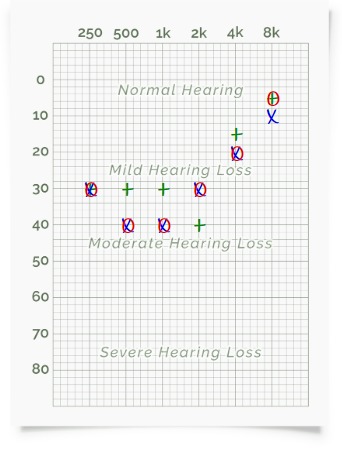 250 500 1k 2k 4k 8k
0
Normal Hearing
10
20
Mild Hearing Loss
30
40
Moderate Hearing Loss
50
60
70
Severe Hearing Loss
80